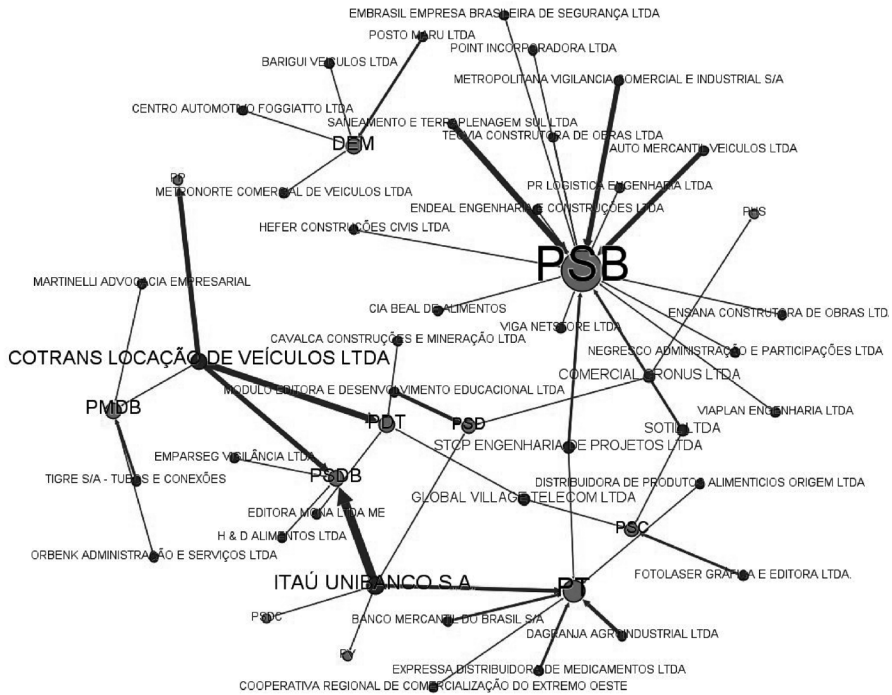 EMBRASIL EMPRESA BRASILEIRA DE SEGURANÇA LTDA
POSTO MARU LTDA
POINT INCORPORADORA LTDA
BARIGUI VEICULOS LTDA
METROPOLITANA VIGILANCIA COMERCIAL E INDUSTRIAL S/A
CENTRO AUTOMOTIVO FOGGIATTO LTDA
SANEAMENTO E TERRAPLENAGEM SUL LTDA
TECVIA CONSTRUTORA DE OBRAS LTDA
DEM
AUTO MERCANTIL VEICULOS LTDA
PP
METRONORTE COMERCIAL DE VEICULOS LTDA
PR LOGISTICA ENGENHARIA LTDA
ENDEAL ENGENHARIA E CONSTRUÇÕES LTDA
PHS
HEFER CONSTRUÇÕES CIVIS LTDA
PSB
MARTINELLI ADVOCACIA EMPRESARIAL
CIA BEAL DE ALIMENTOS
ENSANA CONSTRUTORA DE OBRAS LTDA
VIGA NETSTORE LTDA
CAVALCA CONSTRUÇÕES E MINERAÇÃO LTDA
NEGRESCO ADMINISTRAÇÃO E PARTICIPAÇÕES LTDA
COTRANS LOCAÇÃO DE VEÍCULOS LTDA
COMERCIAL CRONUS LTDA
MODULO EDITORA E DESENVOLVIMENTO EDUCACIONAL LTDA
PMDB
VIAPLAN ENGENHARIA LTDA
PDT
PSD
SOTIL LTDA
STCP ENGENHARIA DE PROJETOS LTDA
EMPARSEG VIGILÂNCIA LTDA
TIGRE S/A - TUBOS E CONEXÕES
PSDB
DISTRIBUIDORA DE PRODUTOS ALIMENTICIOS ORIGEM LTDA
GLOBAL VILLAGE TELECOM LTDA
EDITORA MONA LTDA ME
PSC
H & D ALIMENTOS LTDA
ORBENK ADMINISTRAÇÃO E SERVIÇOS LTDA
FOTOLASER GRAFICA E EDITORA LTDA.
ITAÚ UNIBANCO S.A
PT
PSDC
BANCO MERCANTIL DO BRASIL S/A
DAGRANJA AGROINDUSTRIAL LTDA
PV
EXPRESSA DISTRIBUIDORA DE MEDICAMENTOS LTDA
COOPERATIVA REGIONAL DE COMERCIALIZAÇÃO DO EXTREMO OESTE